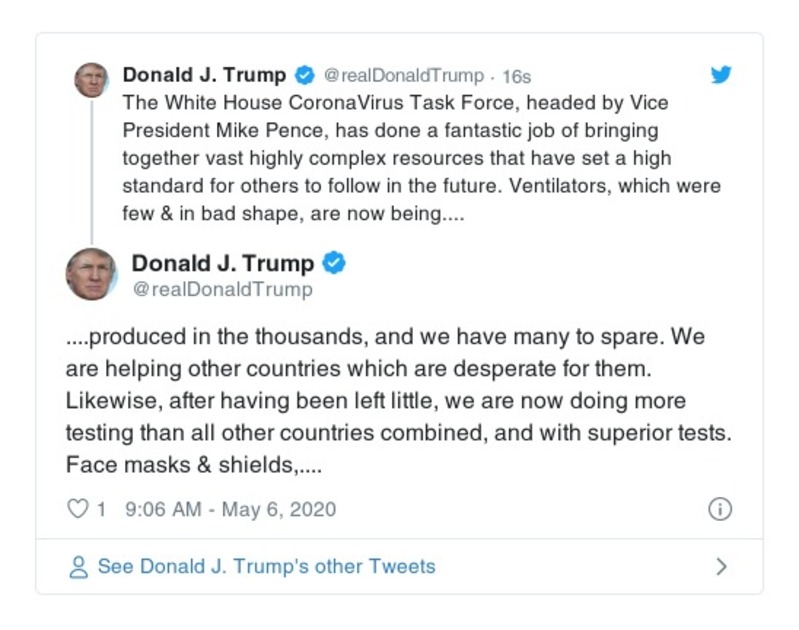 Donald J. Trump @realDonaldTrump · 16s
The White House CoronaVirus Task Force, headed by Vice
President Mike Pence, has done a fantastic job of bringing
together vast highly complex resources that have set a high
standard for others to follow in the future. Ventilators, which were
few & in bad shape, are now being....
Donald J. Trump
@realDonaldTrump
....produced in the thousands, and we have many to spare. We
are helping other countries which are desperate for them.
Likewise, after having been left little, we are now doing more
testing than all other countries combined, and with superior tests.
Face masks & shields,....
1 9:06 AM - May 6, 2020
See Donald J. Trump's other Tweets